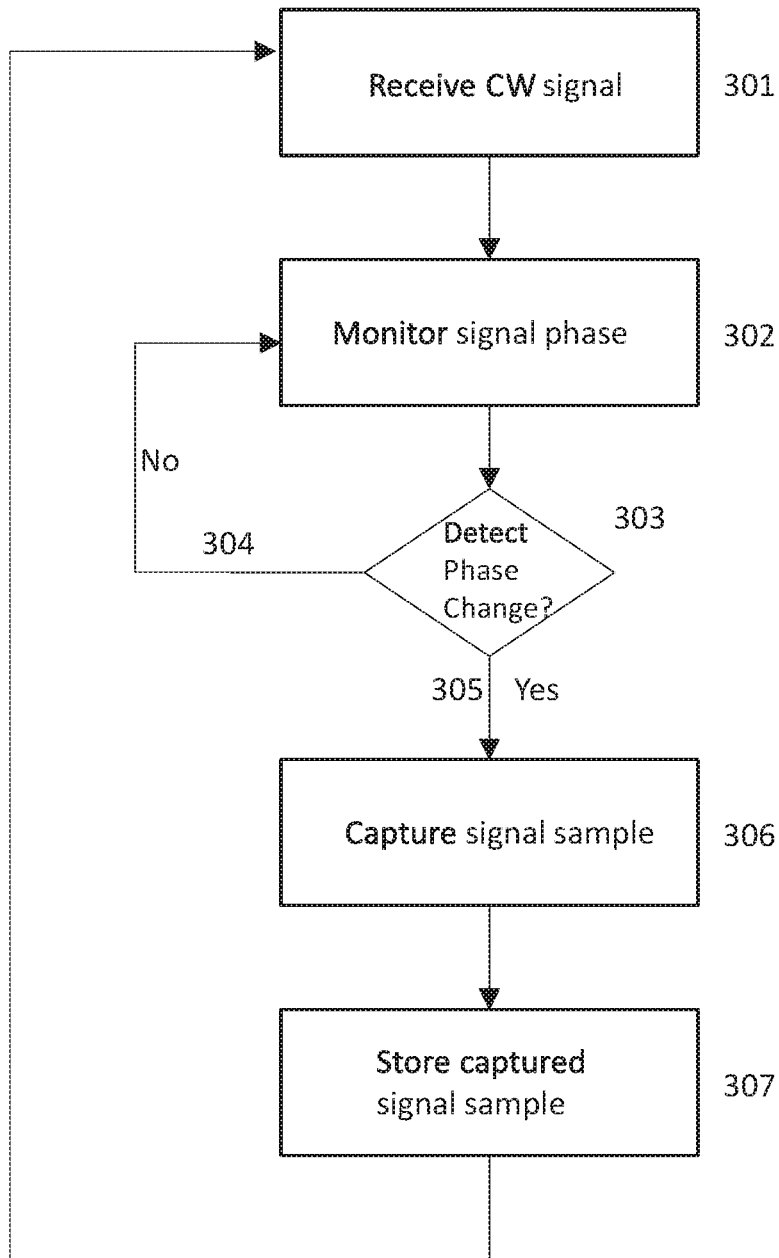 Receive CW signal
301
Monitor signal phase
302
No
304
303
Detect
Phase
Change?
305 Yes
Capture signal sample
306
Store captured
signal sample
307